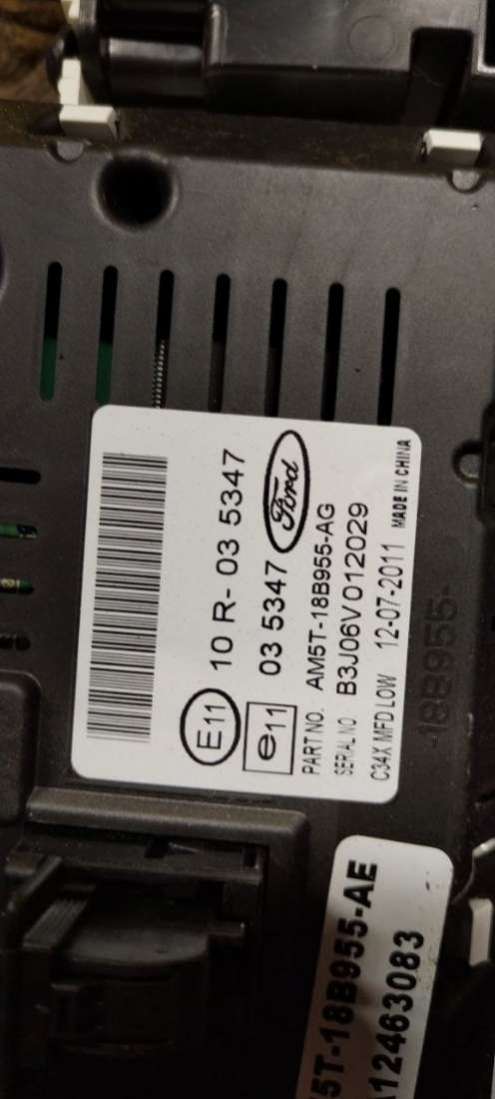 E11 10 R- 03 5347
e11 03 5347 Ford
PART NO. AM5T-18B955-AG
SERIAL NO B3J06V012029
C34X MFD LOW 12-07-2011 MADE IN CHINA
-18B955-
5T-18B955-AE
12463083